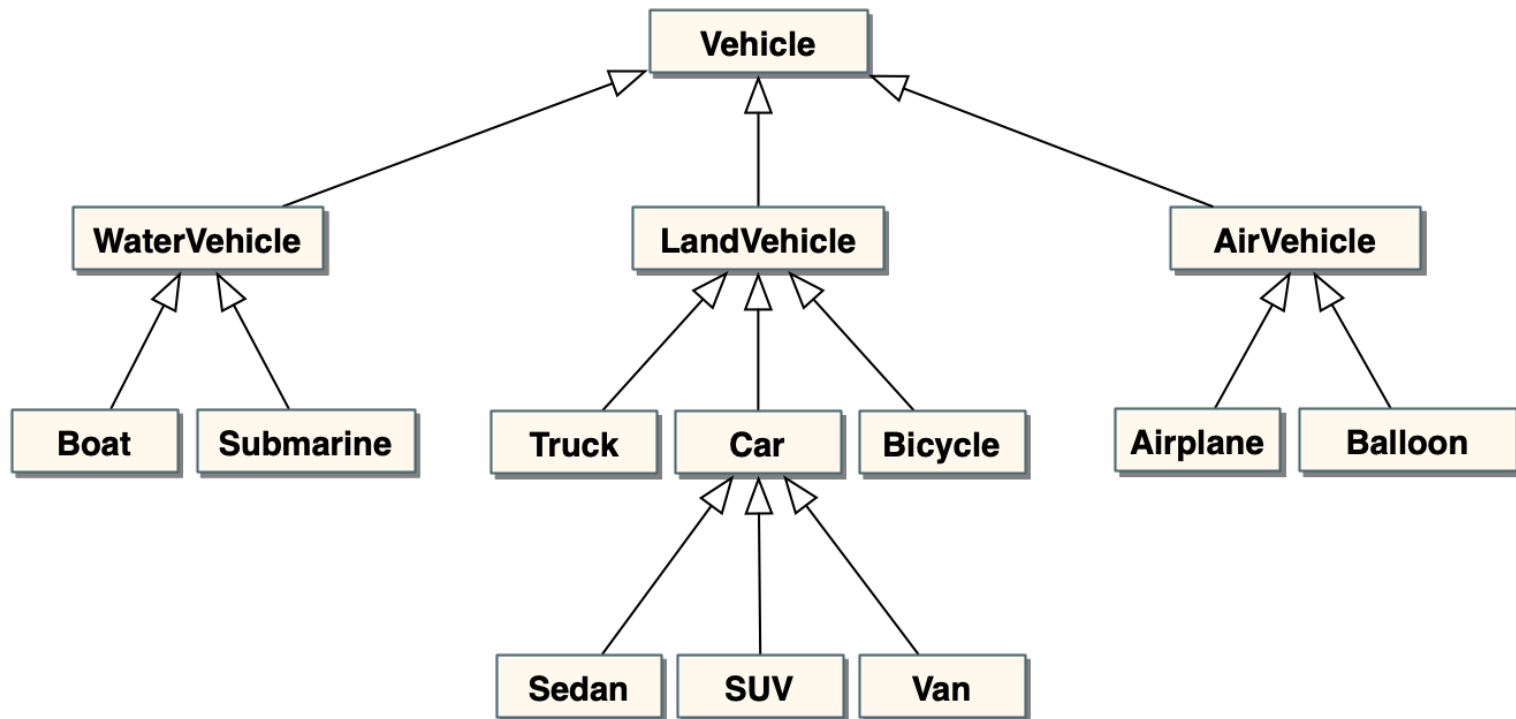 Vehicle
WaterVehicle
LandVehicle
AirVehicle
Boat
Submarine
Truck
Car
Bicycle
Airplane
Balloon
Sedan
SUV
Van